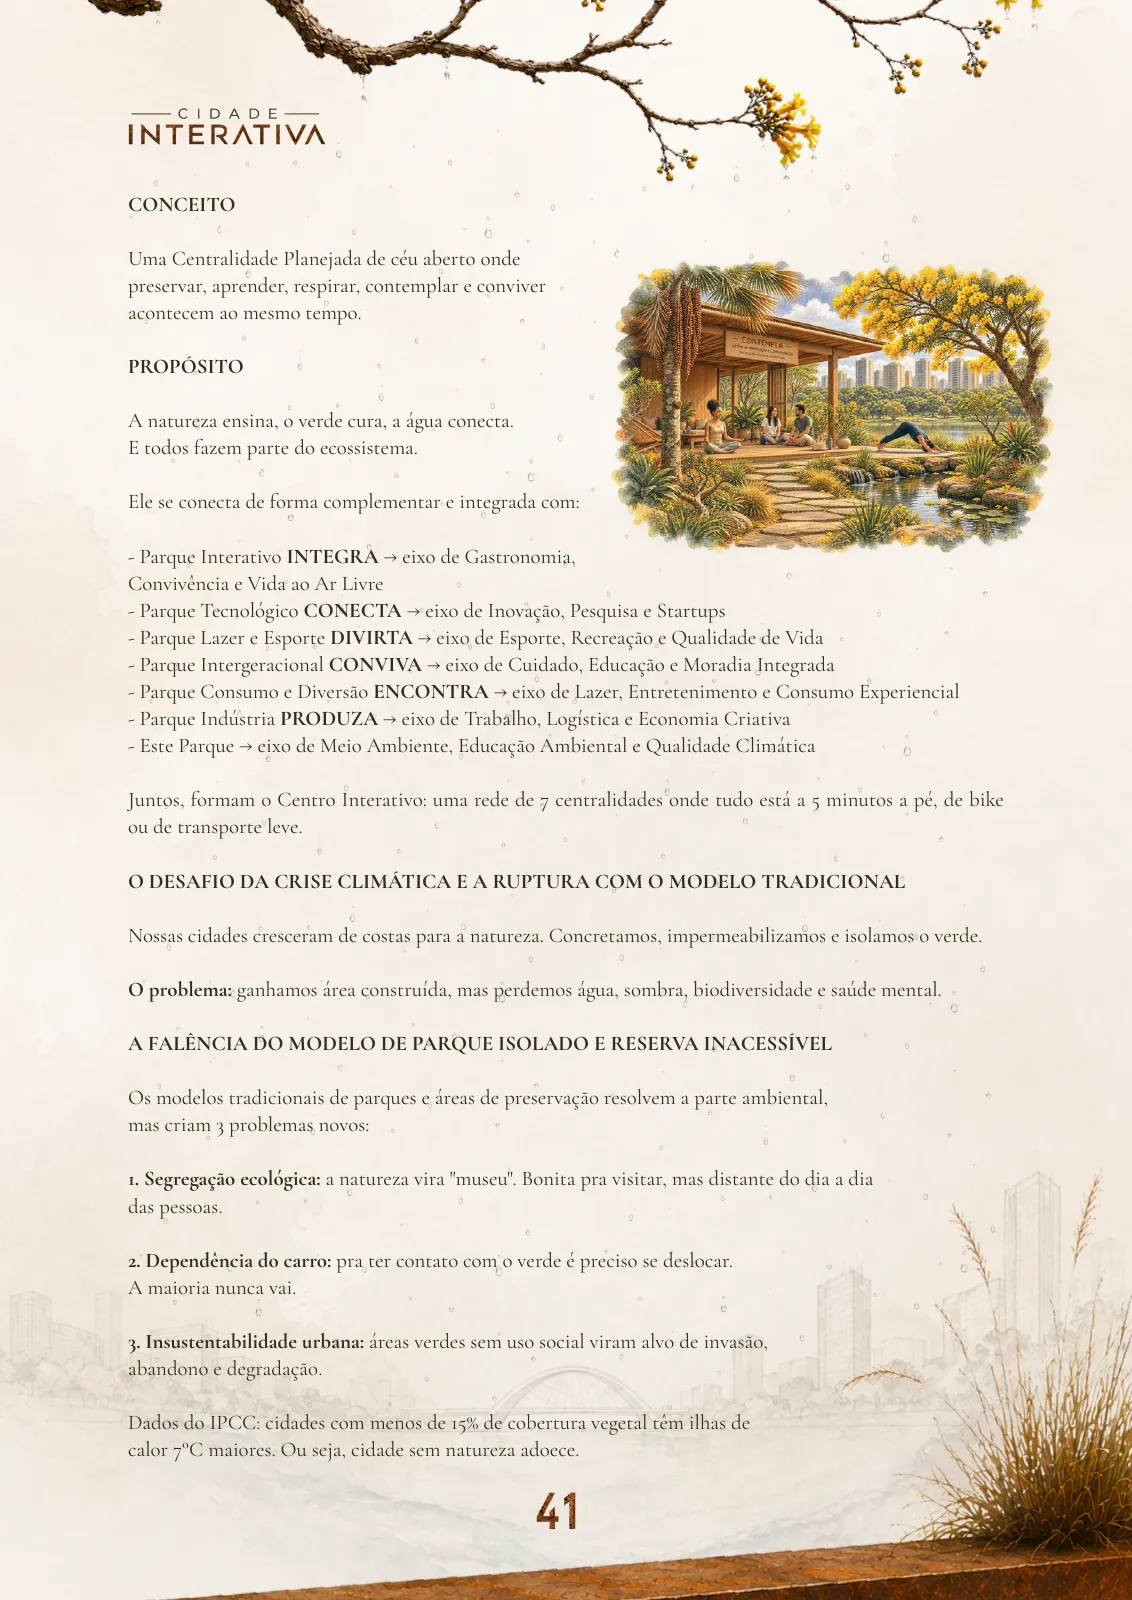 CIDADE
INTERATIVA
CONCEITO
Uma Centralidade Planejada de céu aberto onde
preservar, aprender, respirar, contemplar e conviver
acontecem ao mesmo tempo.
PROPÓSITO
A natureza ensina, o verde cura, a água conecta.
E todos fazem parte do ecossistema.
Ele se conecta de forma complementar e integrada com:
CONTEMPLA
- Parque Interativo INTEGRA → eixo de Gastronomia,
Convivência e Vida ao Ar Livre
- Parque Tecnológico CONECTA → eixo de Inovação, Pesquisa e Startups
- Parque Lazer e Esporte DIVIRTA → eixo de Esporte, Recreação e Qualidade de Vida
- Parque Intergeracional CONVIVA → eixo de Cuidado, Educação e Moradia Integrada
- Parque Consumo e Diversão ENCONTRA → eixo de Lazer, Entretenimento e Consumo Experiencial
- Parque Indústria PRODUZA → eixo de Trabalho, Logística e Economia Criativa
- Este Parque → eixo de Meio Ambiente, Educação Ambiental e Qualidade Climática
Juntos, formam o Centro Interativo: uma rede de 7 centralidades onde tudo está a 5 minutos a pé, de bike
ou de transporte leve.
O DESAFIO DA CRISE CLIMÁTICA E A RUPTURA COM O MODELO TRADICIONAL
Nossas cidades cresceram de costas para a natureza. Concretamos, impermeabilizamos e isolamos o verde.
O problema: ganhamos área construída, mas perdemos água, sombra, biodiversidade e saúde mental.
A FALÊNCIA DO MODELO DE PARQUE ISOLADO E RESERVA INACESSÍVEL
Os modelos tradicionais de parques e áreas de preservação resolvem a parte ambiental,
mas criam 3 problemas novos:
1. Segregação ecológica: a natureza vira "museu". Bonita pra visitar, mas distante do dia a dia
das pessoas.
2. Dependência do carro: pra ter contato com o verde é preciso se deslocar.
A maioria nunca vai.
3. Insustentabilidade urbana: áreas verdes sem uso social viram alvo de invasão,
abandono e degradação.
Dados do IPCC: cidades com menos de 15% de cobertura vegetal têm ilhas de
calor 7ºC maiores. Ou seja, cidade sem natureza adoece.
41